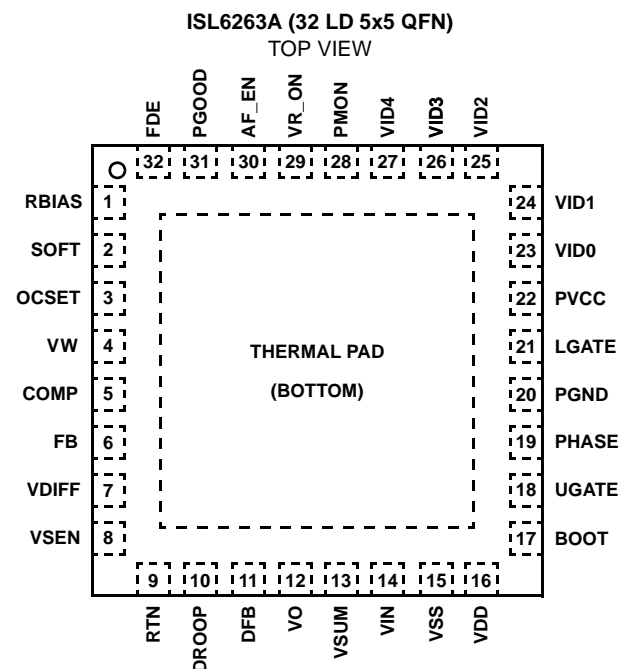 ISL6263A (32 LD 5x5 QFN)
TOP VIEW
FDE
PGOOD
AF_EN
VR_ON
PMON
VID4
VID3
VID2
32 31 30 29 28 27 26 25
RBIAS 1
SOFT 2
OCSET 3
VW 4
COMP 5
FB 6
VDIFF 7
VSEN 8
THERMAL PAD
(BOTTOM)
24 VID1
23 VID0
22 PVCC
21 LGATE
20 PGND
19 PHASE
18 UGATE
17 BOOT
9 10 11 12 13 14 15 16
RTN
DROOP
DFB
VO
VSUM
VIN
VSS
VDD